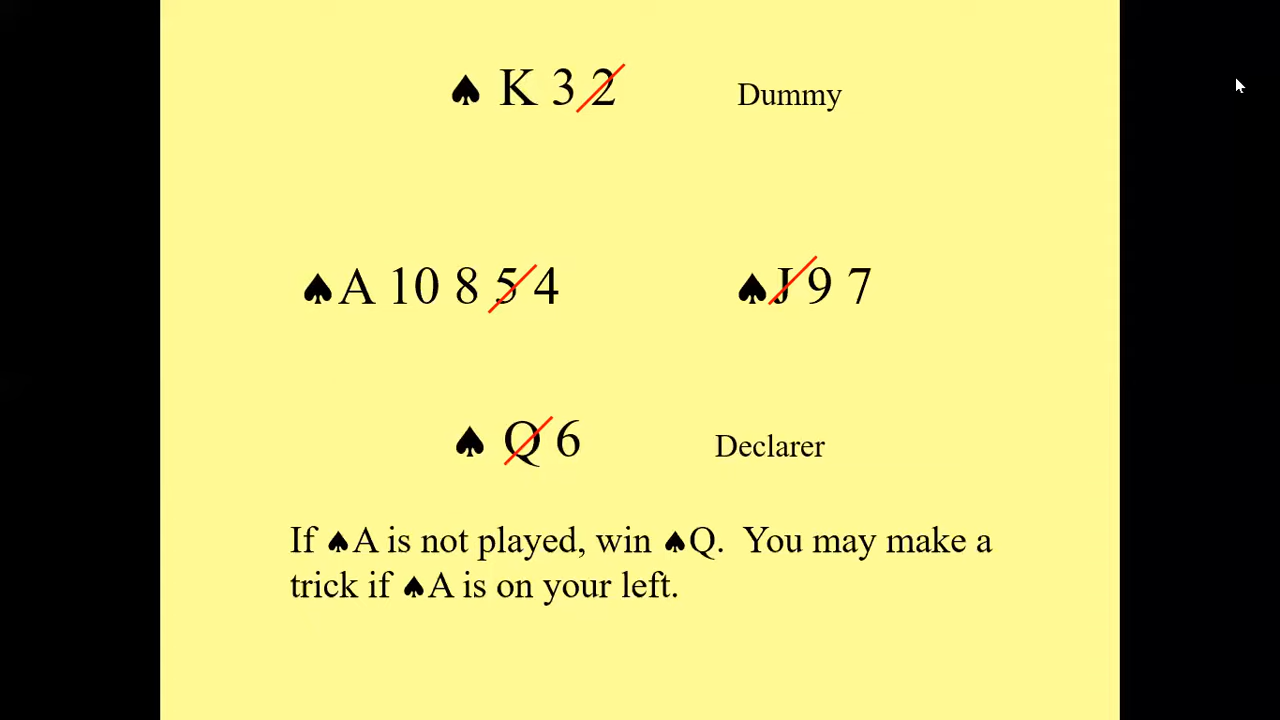 ♠ K 3 2 Dummy
♠A 10 8 5 4 ♠J 9 7
♠ Q 6 Declarer
If ♠A is not played, win ♠Q. You may make a
trick if ♠A is on your left.